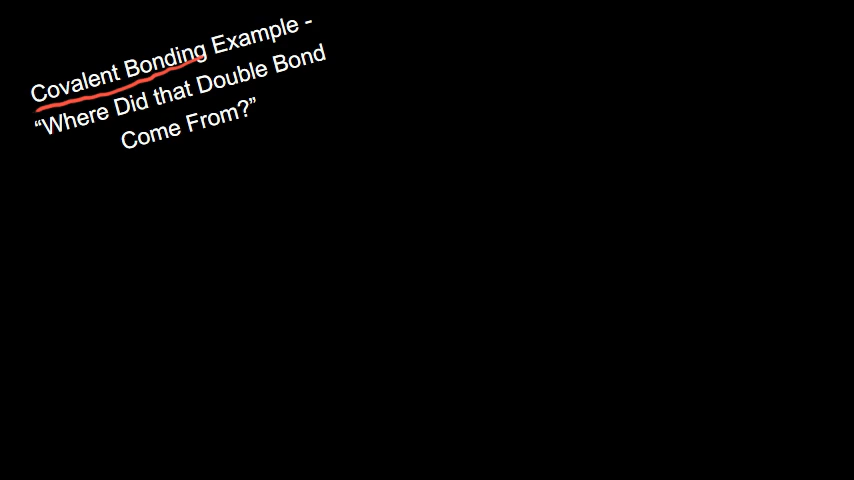 Covalent Bonding Example -
“Where Did that Double Bond
Come From?”